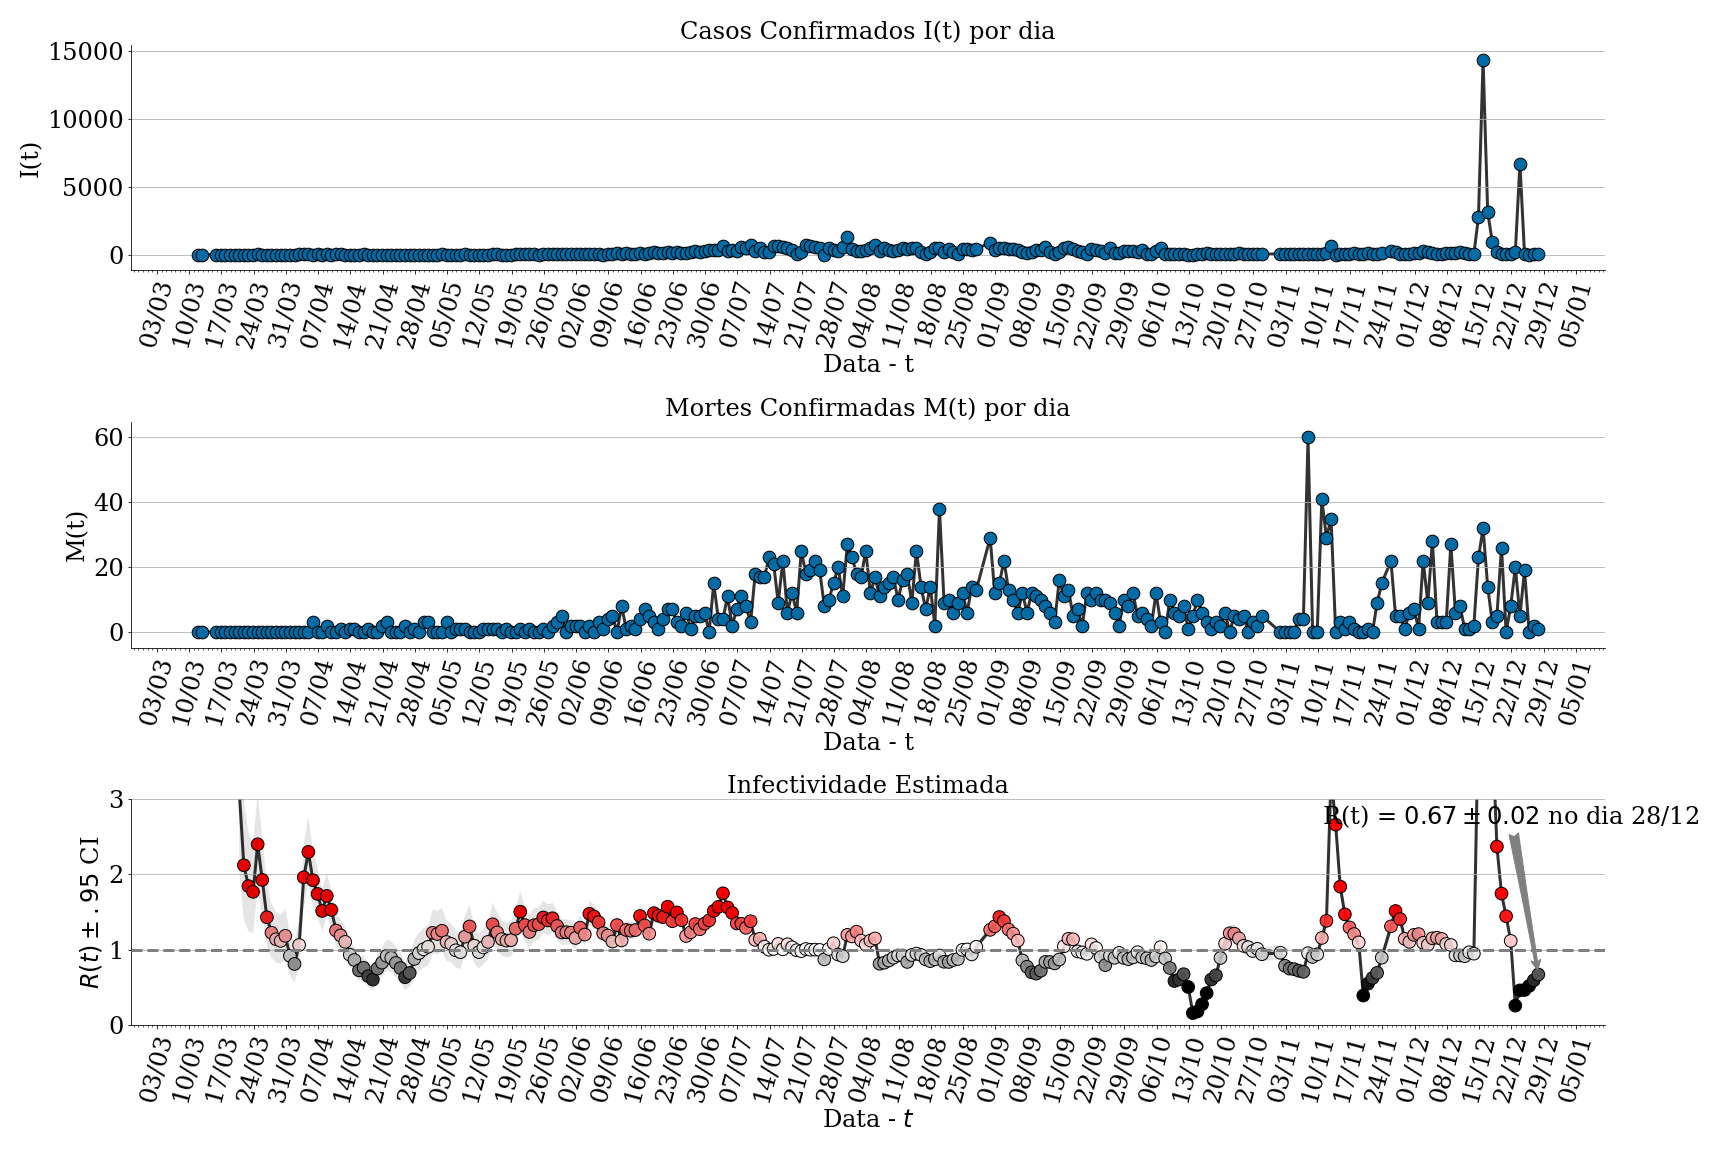 Casos Confirmados I(t) por dia
15000
10000
5000
0
I(t)
03/03 10/03 17/03 24/03 31/03 07/04 14/04 21/04 28/04 05/05 12/05 19/05 26/05 02/06 09/06 16/06 23/06 30/06 07/07 14/07 21/07 28/07 04/08 11/08 18/08 25/08 01/09 08/09 15/09 22/09 29/09 06/10 13/10 20/10 27/10 03/11 10/11 17/11 24/11 01/12 08/12 15/12 22/12 29/12 05/01
Data - t
Mortes Confirmadas M(t) por dia
60
40
20
0
M(t)
03/03 10/03 17/03 24/03 31/03 07/04 14/04 21/04 28/04 05/05 12/05 19/05 26/05 02/06 09/06 16/06 23/06 30/06 07/07 14/07 21/07 28/07 04/08 11/08 18/08 25/08 01/09 08/09 15/09 22/09 29/09 06/10 13/10 20/10 27/10 03/11 10/11 17/11 24/11 01/12 08/12 15/12 22/12 29/12 05/01
Data - t
Infectividade Estimada
3
2
1
0
R(t) ± .95 CI
R(t) = 0.67 ± 0.02 no dia 28/12
03/03 10/03 17/03 24/03 31/03 07/04 14/04 21/04 28/04 05/05 12/05 19/05 26/05 02/06 09/06 16/06 23/06 30/06 07/07 14/07 21/07 28/07 04/08 11/08 18/08 25/08 01/09 08/09 15/09 22/09 29/09 06/10 13/10 20/10 27/10 03/11 10/11 17/11 24/11 01/12 08/12 15/12 22/12 29/12 05/01
Data - t